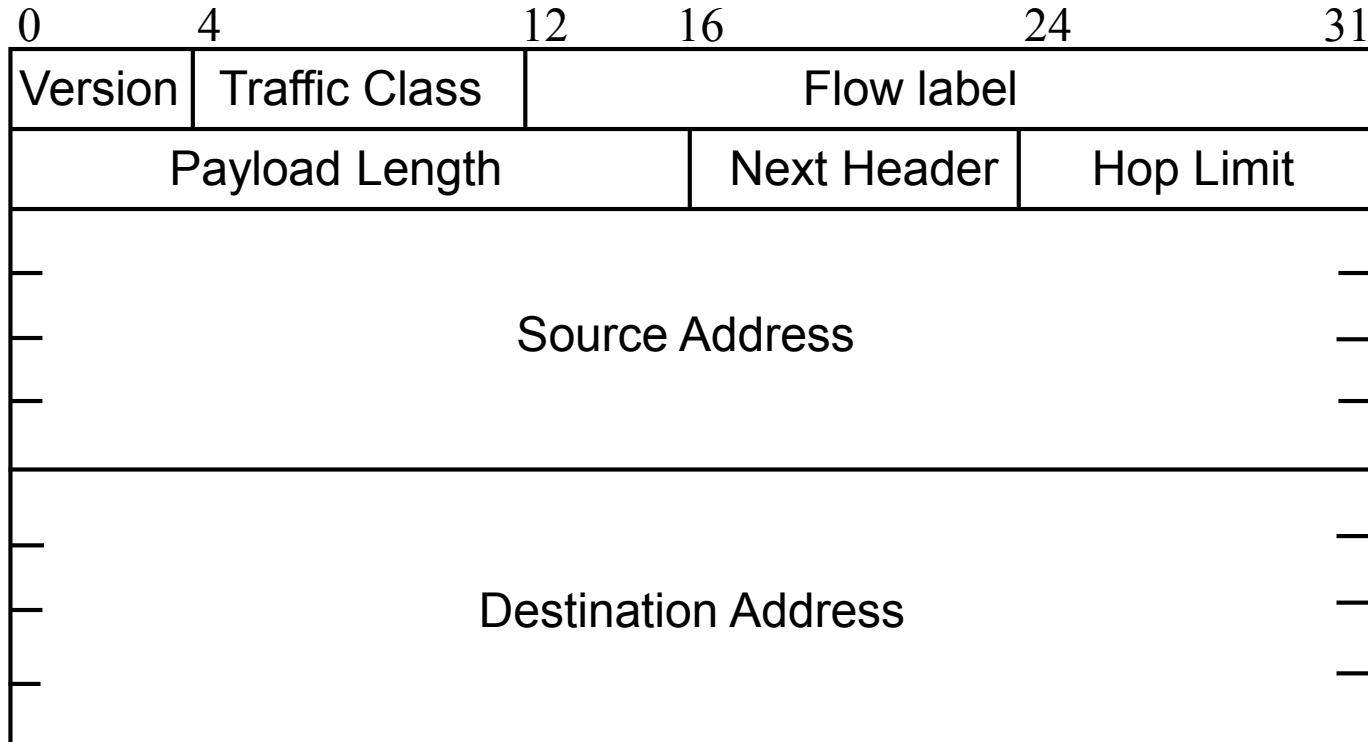 0 4 12 16 24 31
Version Traffic Class Flow label
Payload Length Next Header Hop Limit
Source Address
Destination Address